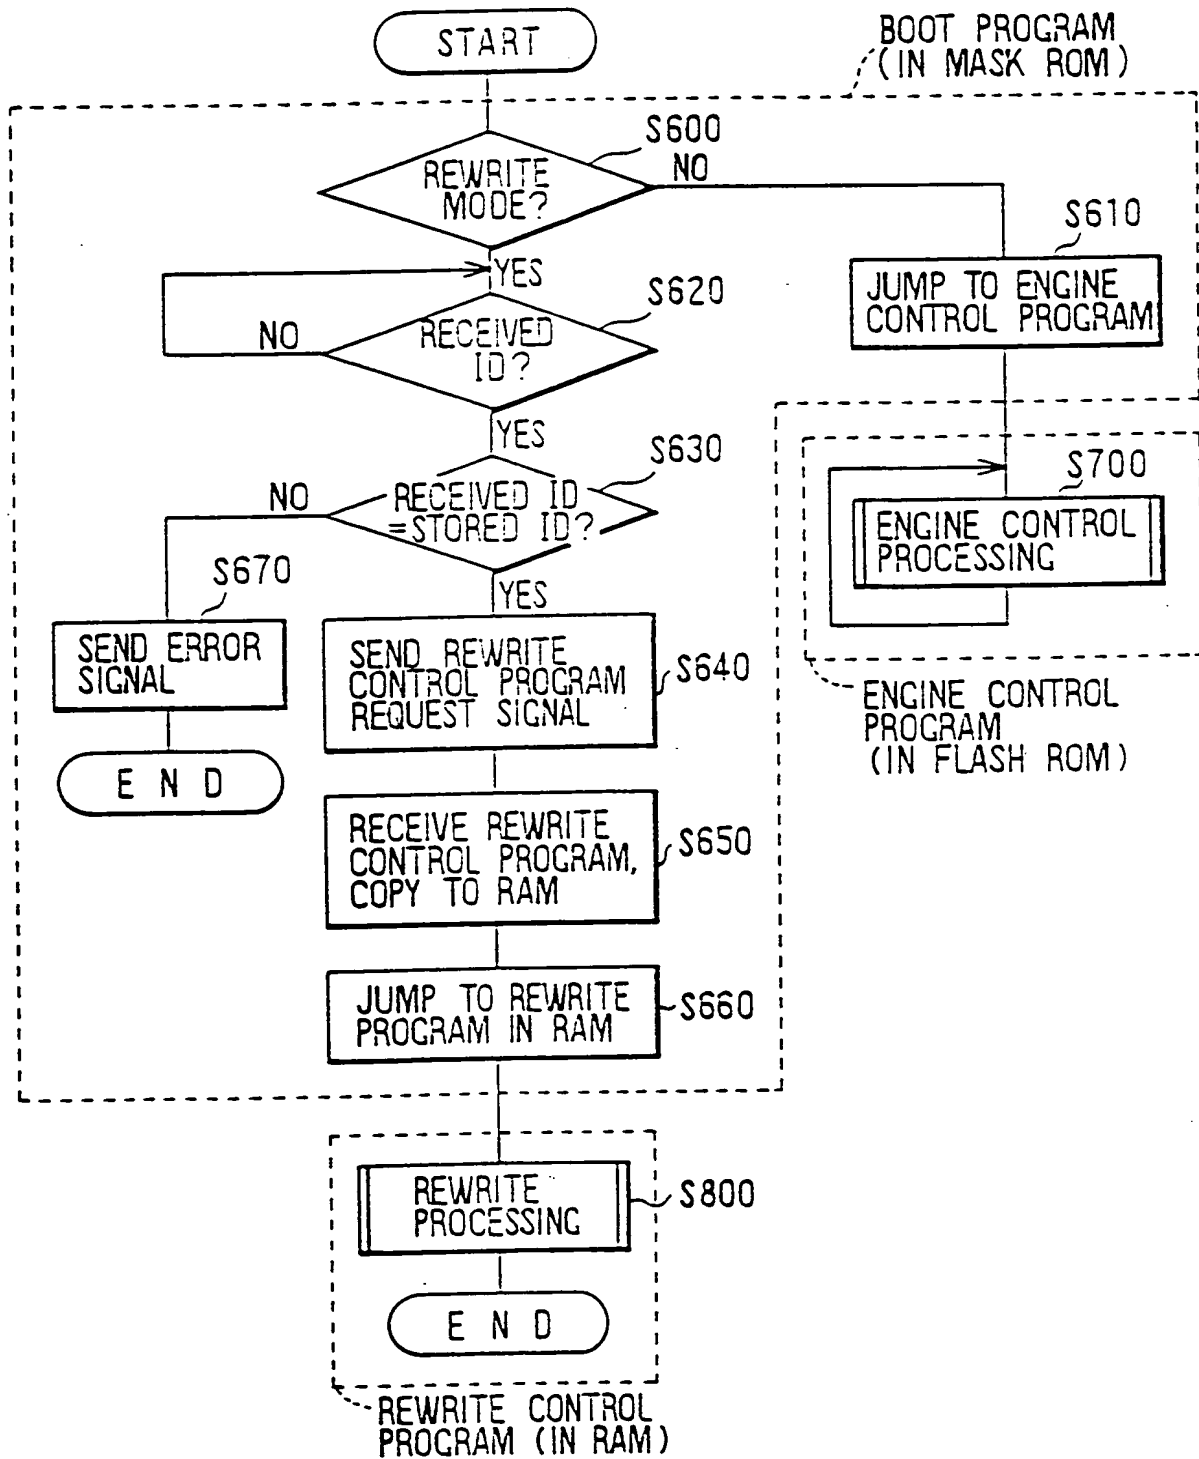 START
BOOT PROGRAM
(IN MASK ROM)
S600
REWRITE
MODE?
NO
YES
S610
JUMP TO ENGINE
CONTROL PROGRAM
S620
RECEIVED
ID?
NO
YES
S630
RECEIVED ID
=STORED ID?
NO
YES
S700
ENGINE CONTROL
PROCESSING
ENGINE CONTROL
PROGRAM
(IN FLASH ROM)
S670
SEND ERROR
SIGNAL
END
SEND REWRITE
CONTROL PROGRAM
REQUEST SIGNAL
S640
RECEIVE REWRITE
CONTROL PROGRAM,
COPY TO RAM
S650
JUMP TO REWRITE
PROGRAM IN RAM
S660
REWRITE
PROCESSING
S800
END
REWRITE CONTROL
PROGRAM (IN RAM)